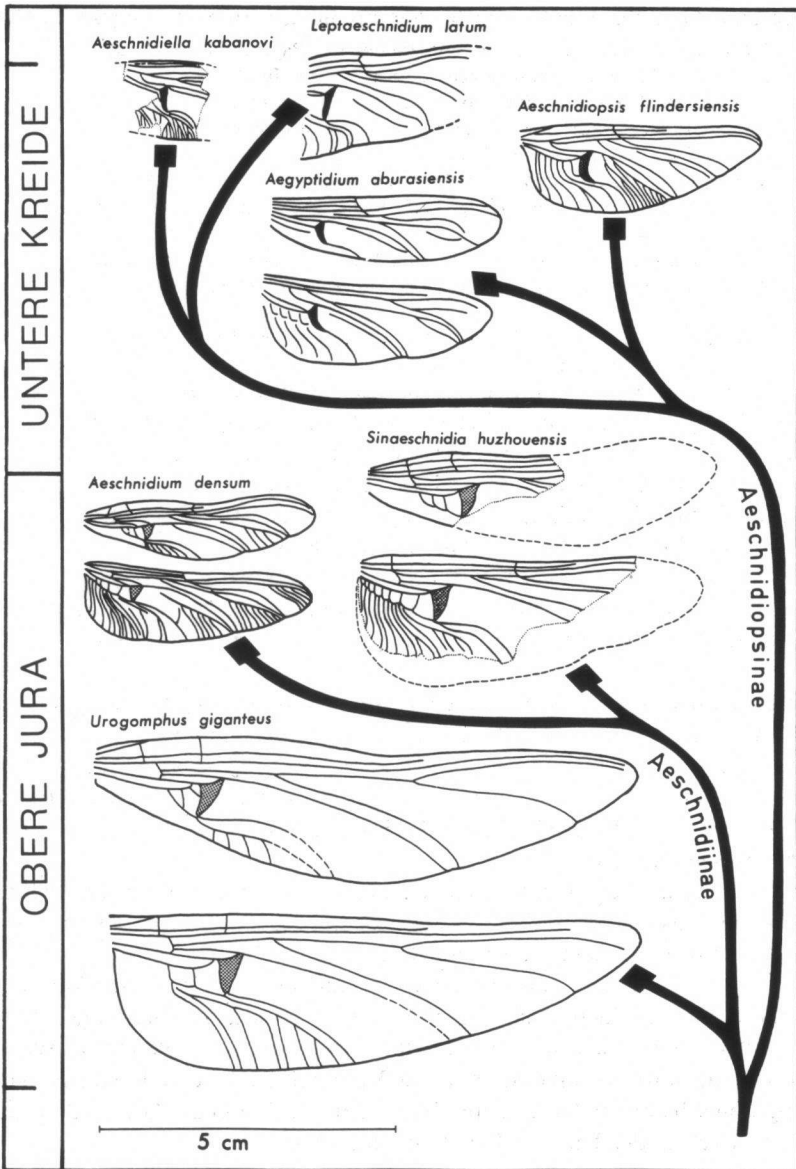 Leptaeschnidium latum
Aeschnidiella kabanovi
Aeschnidiopsis flindersiensis
Aegyptidium aburasiensis
UNTERE KREIDE
Sinaeschnidia huzhouensis
Aeschnidium densum
Aeschnidiopsinae
OBERE JURA
Urogomphus giganteus
Aeschnidiinae
5 cm